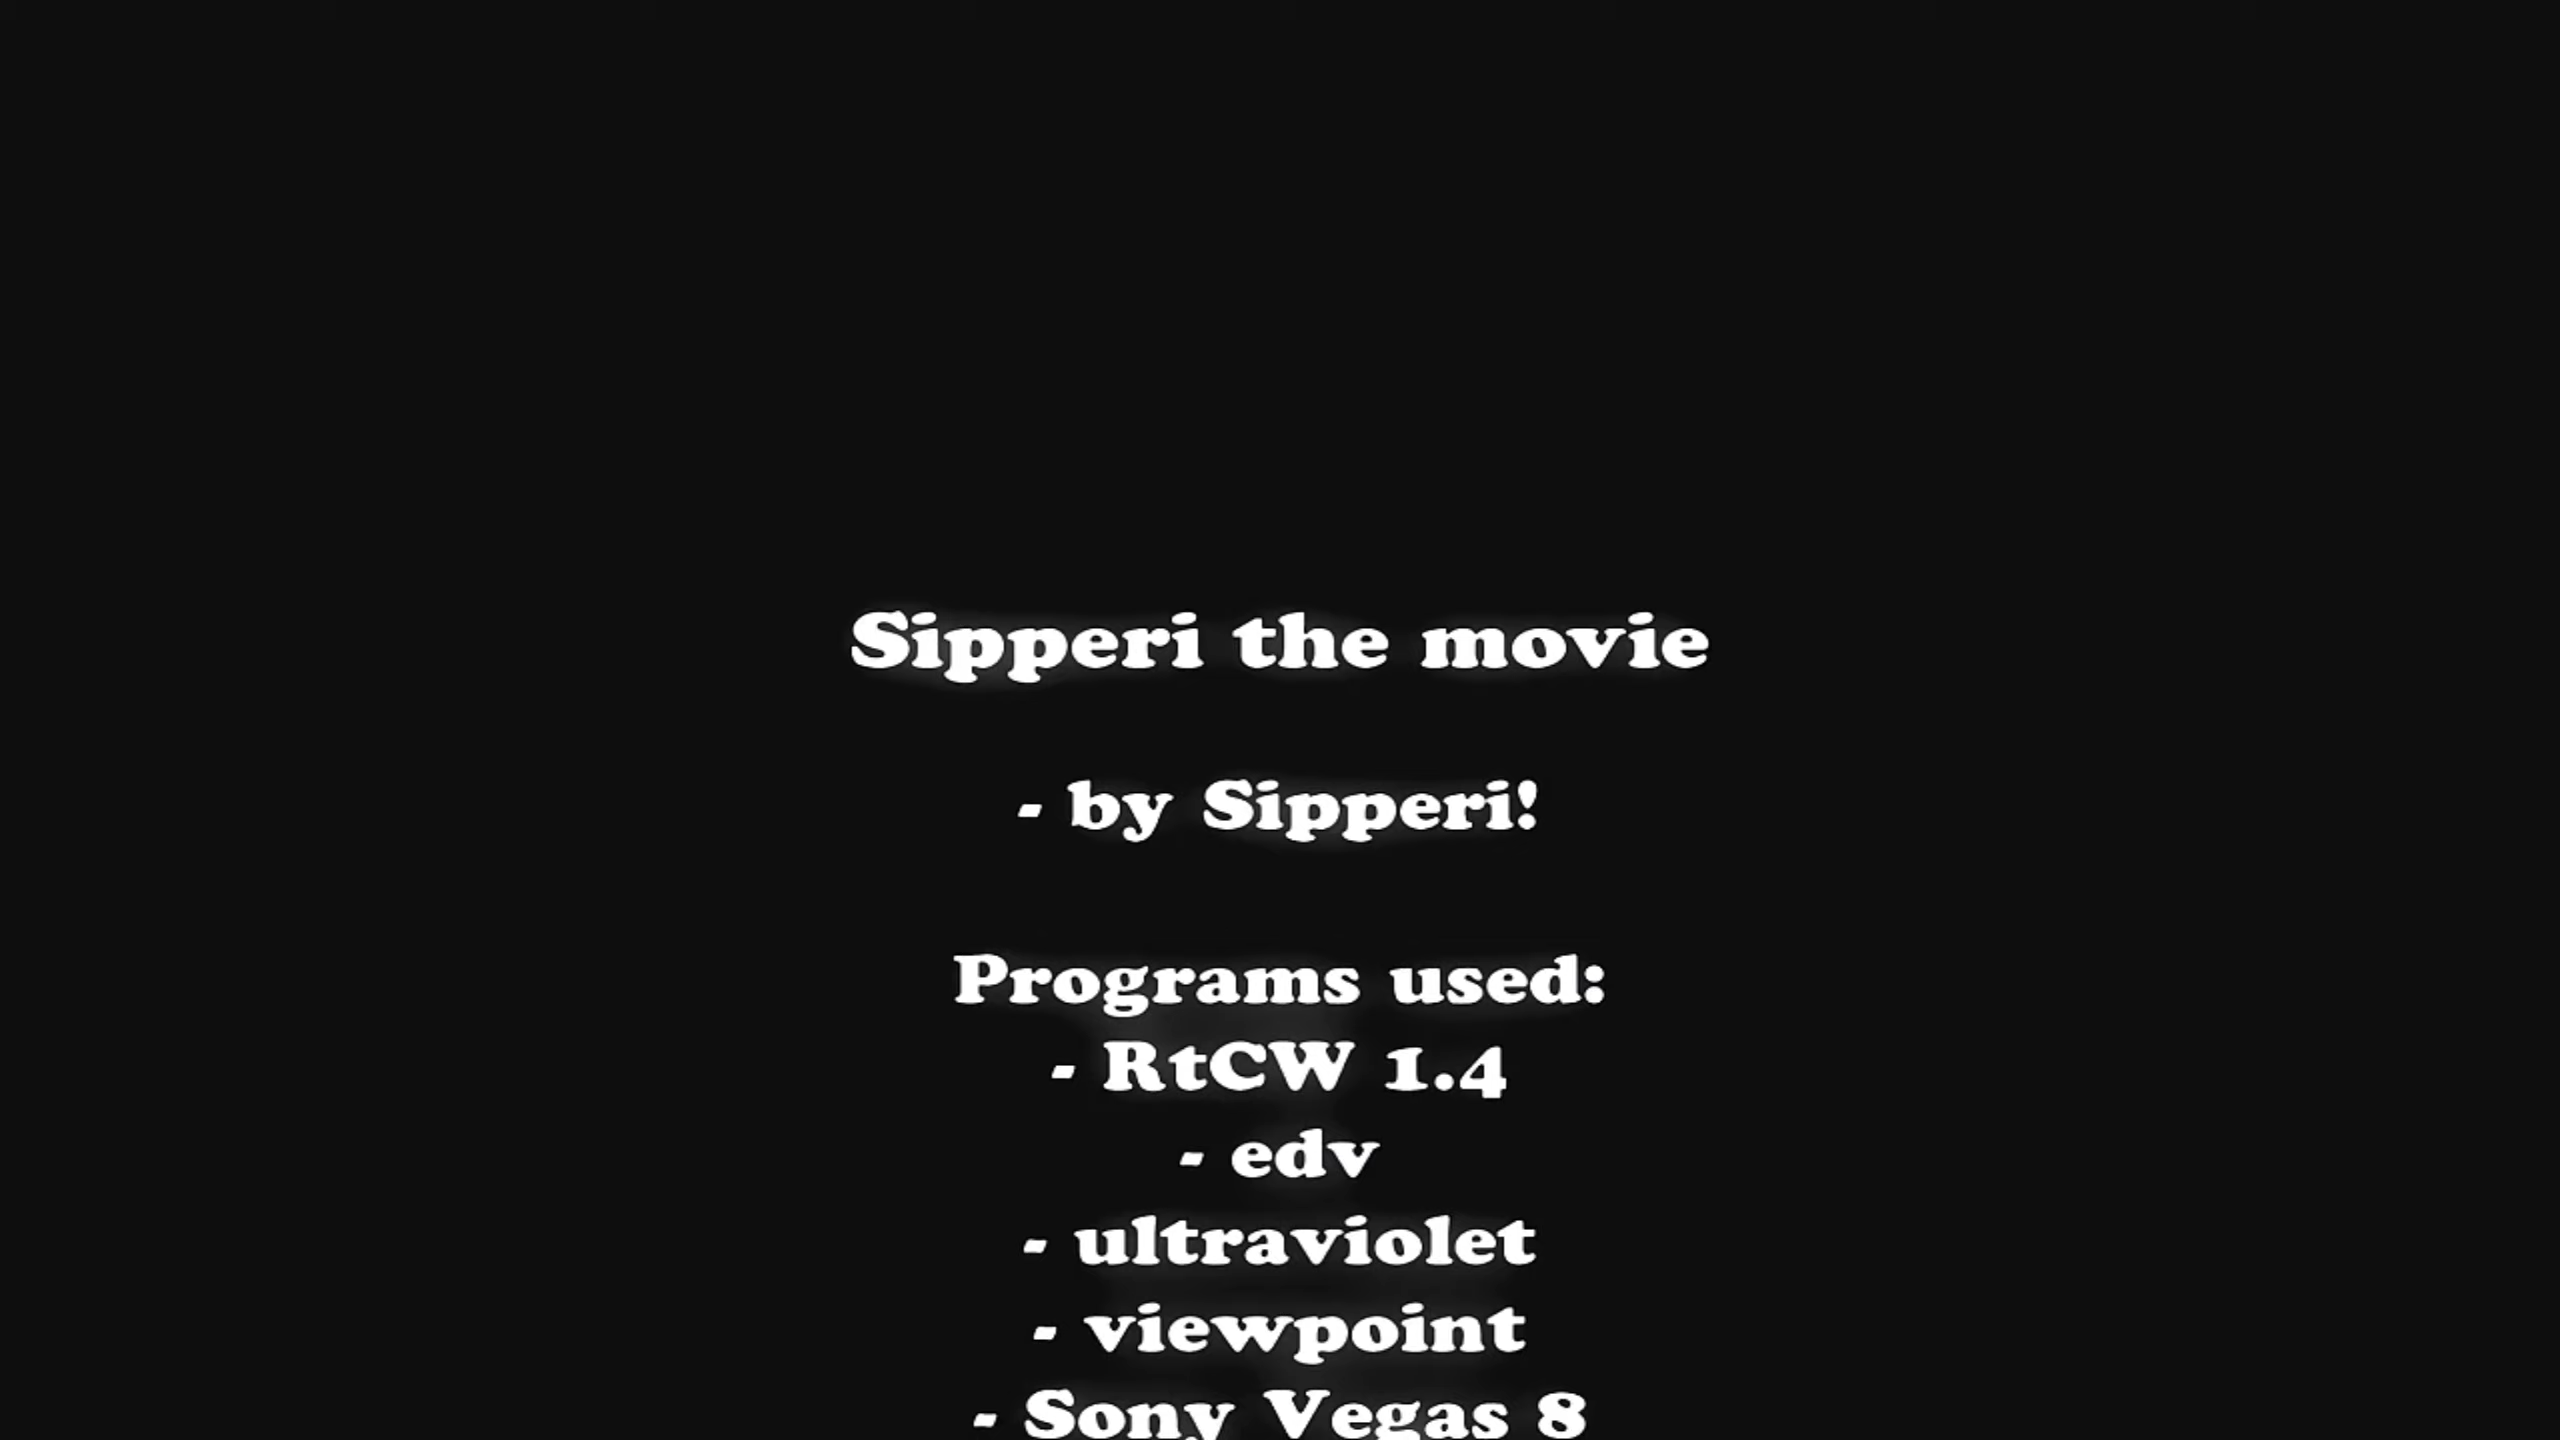 Sipperi the movie
- by Sipperi!
Programs used:
- RtCW 1.4
- edv
- ultraviolet
- viewpoint
- Sony Vegas 8